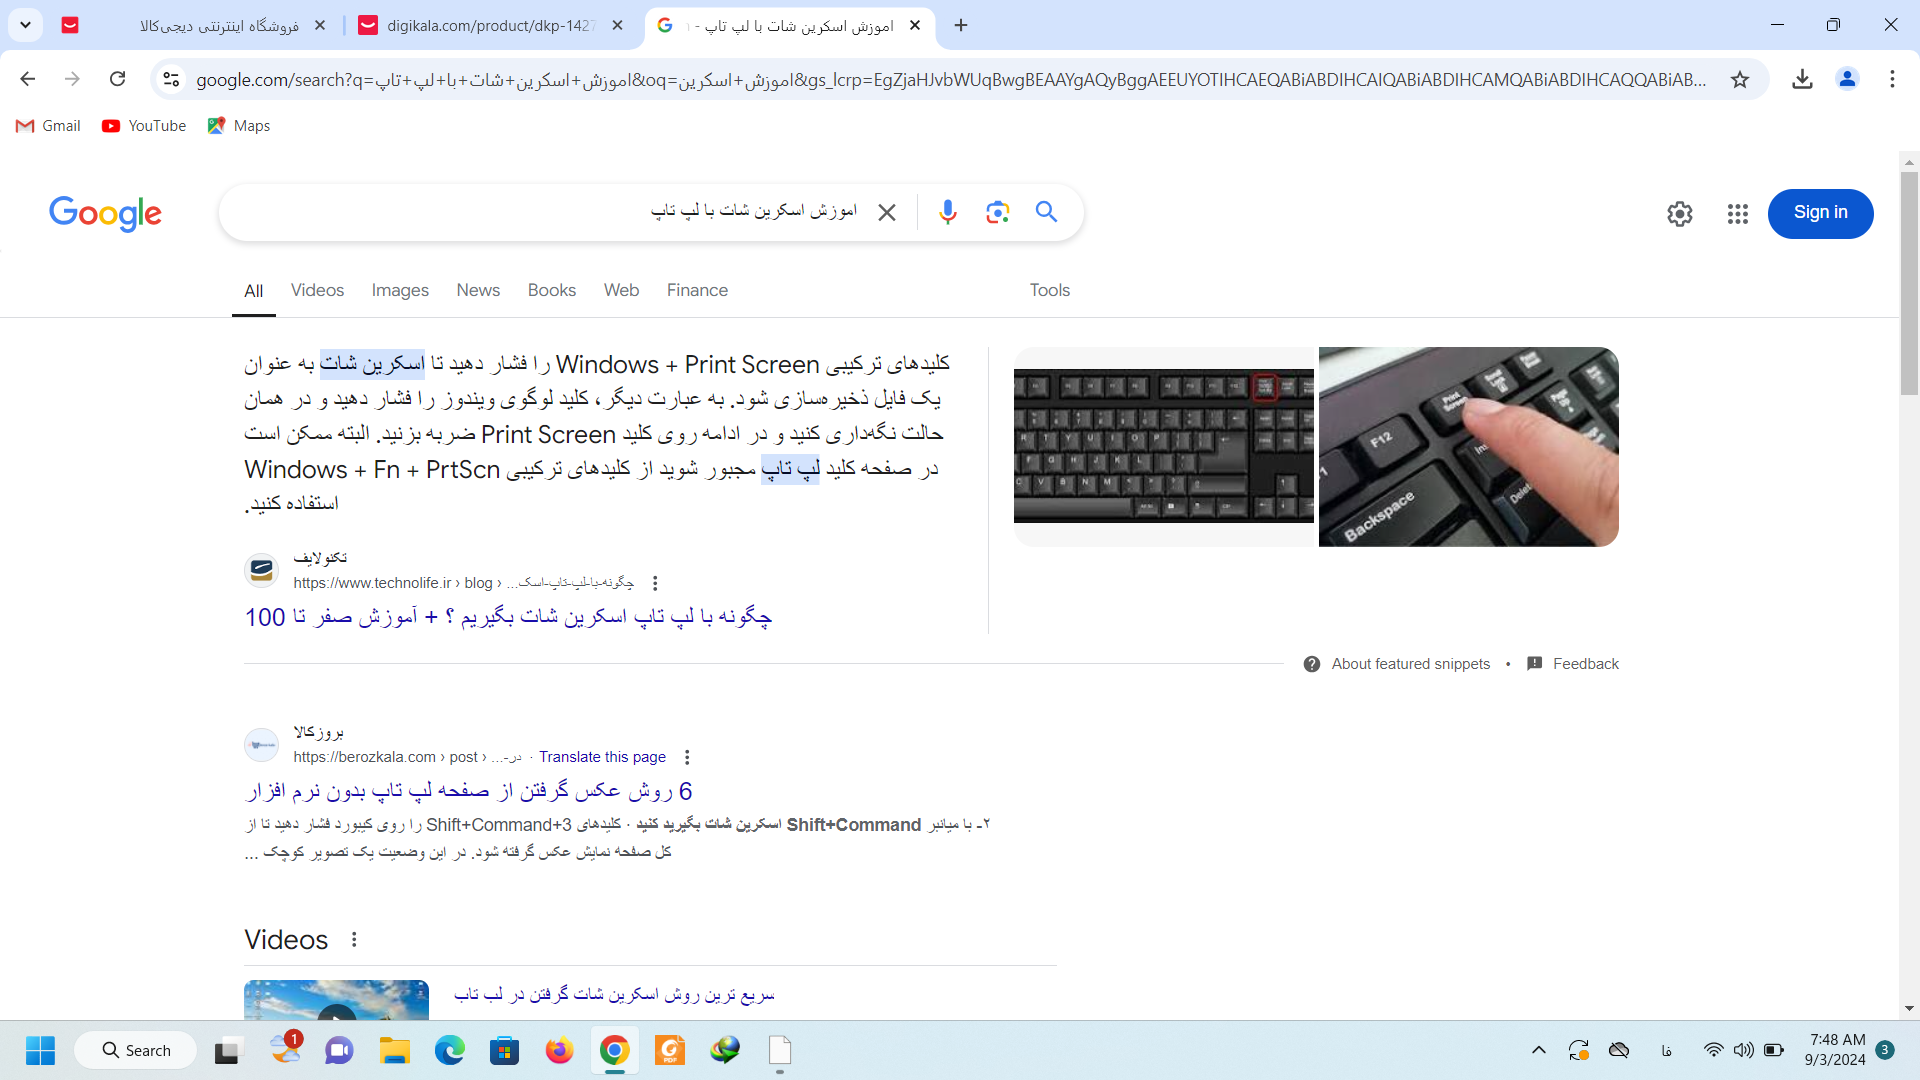 فروشگاه اینترنتی دیجی‌کالا
digikala.com/product/dkp-1427
اموزش اسکرین شات با لپ تاپ -
google.com/search?q=اموزش+اسکرین+شات+با+لپ+تاپ&oq=اموزش+اسکرین&gs_lcrp=EgZjaHJvbWUqBwgBEAAYgAQyBggAEEUYOTIHCAEQABiABDIHCAIQABiABDIHCAMQABiABDIHCAQQABiAB...
Gmail
YouTube
Maps
Google
اموزش اسکرین شات با لپ تاپ
Sign in
All
Videos
Images
News
Books
Web
Finance
Tools
کلیدهای ترکیبی Windows + Print Screen را فشار دهید تا اسکرین شات به عنوان
یک فایل ذخیره‌سازی شود. به عبارت دیگر، کلید لوگوی ویندوز را فشار دهید و در همان
حالت نگه‌داری کنید و در ادامه روی کلید Print Screen ضربه بزنید. البته ممکن است
در صفحه کلید لپ تاپ مجبور شوید از کلیدهای ترکیبی Windows + Fn + PrtScn
استفاده کنید.
Print Screen
F12
Backspace
Delete
تکنولایف
https://www.technolife.ir › blog › چگونه-با-لپ-تاپ-اسک...
چگونه با لپ تاپ اسکرین شات بگیریم ؟ + آموزش صفر تا 100
About featured snippets • Feedback
بروزکالا
https://berozkala.com › post › در-... · Translate this page
6 روش عکس گرفتن از صفحه لپ تاپ بدون نرم افزار
۲ـ با میانبر Shift+Command اسکرین شات بگیرید کنید · کلیدهای Shift+Command+3 را روی کیبورد فشار دهید تا از
کل صفحه نمایش عکس گرفته شود. در این وضعیت یک تصویر کوچک ...
Videos
سریع ترین روش اسکرین شات گرفتن در لب تاب
Search
1
PDF
فا
7:48 AM
9/3/2024
3